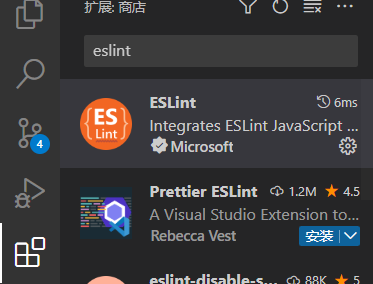 扩展: 商店
eslint
ES
Lint
ESLint 6ms
Integrates ESLint JavaScript ...
Microsoft
4
Prettier ESLint 1.2M 4.5
A Visual Studio Extension to...
Rebecca Vest 安装
eslint-disable-s... 88K 5